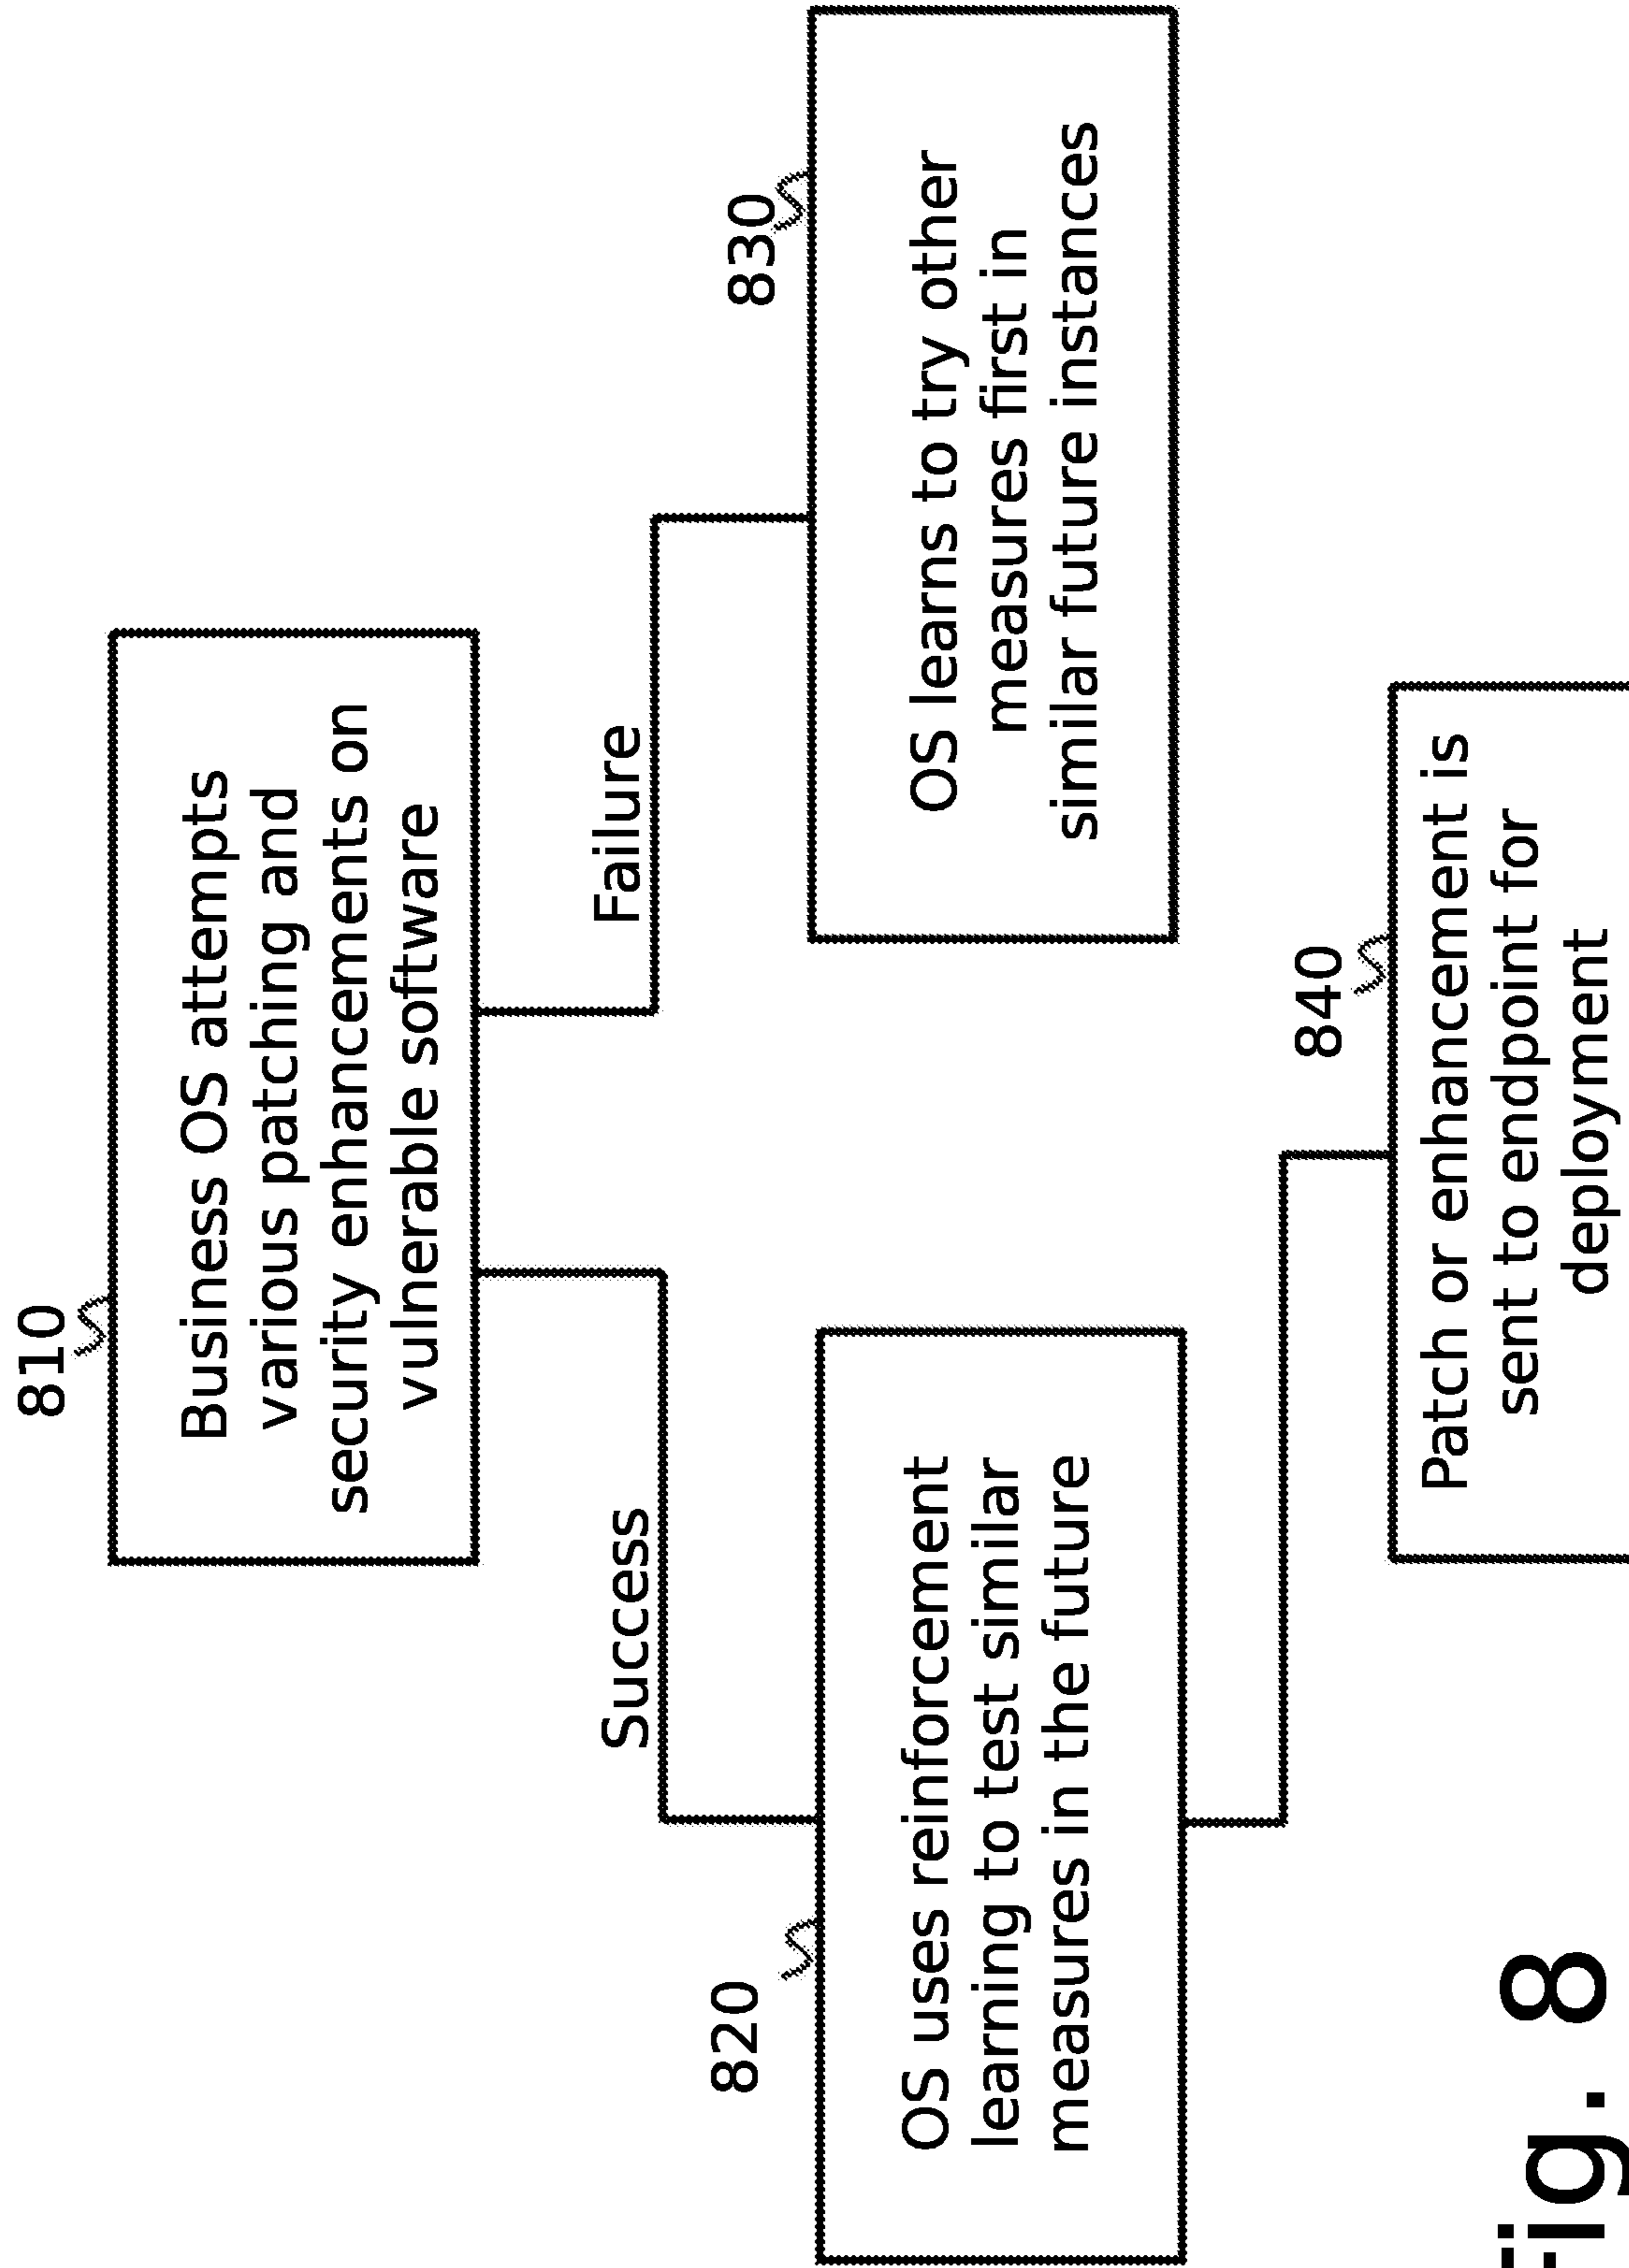 810
Business OS attempts
various patching and
security enhancements on
vulnerable software
Success
Failure
820
OS uses reinforcement
learning to test similar
measures in the future
830
OS learns to try other
measures first in
similar future instances
840
Patch or enhancement is
sent to endpoint for
deployment
Fig. 8